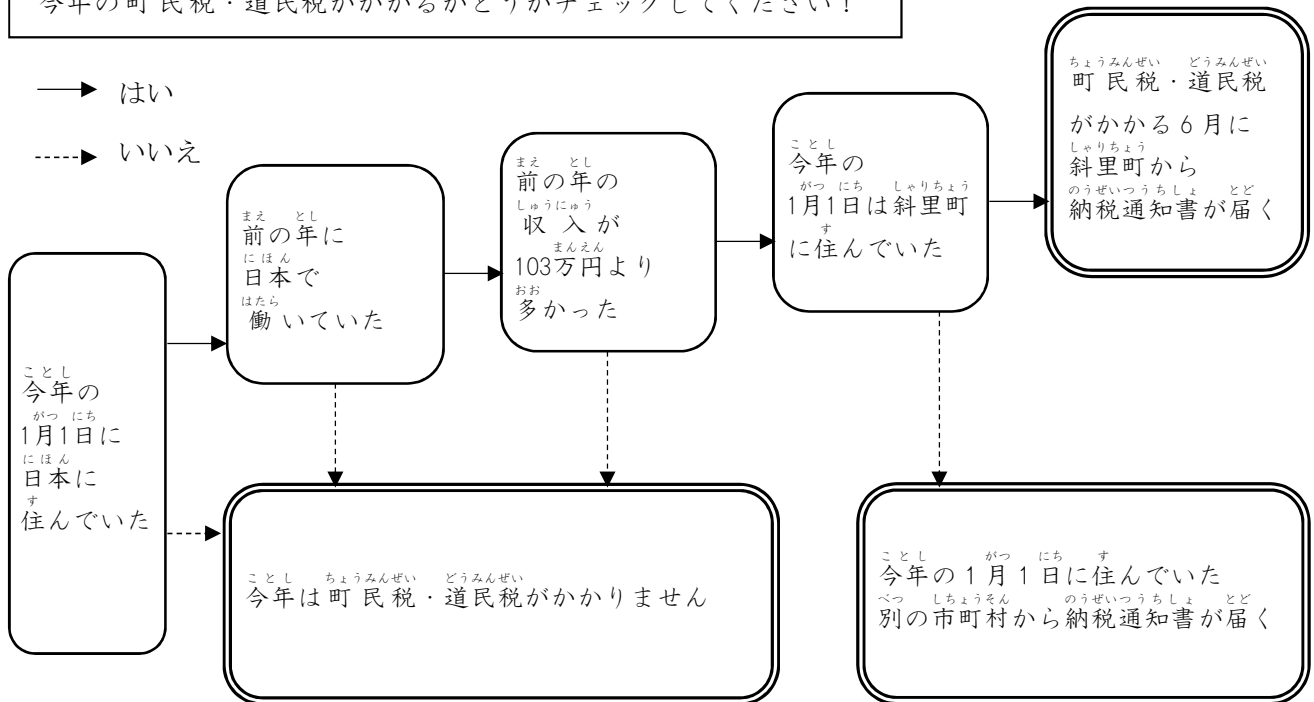 今年の町民税・道民税がかかるかどうかチェックしてください！
はい
いいえ
今年の
1月1日に
日本に
住んでいた
前の年に
日本で
働いていた
前の年の
収入が
103万円より
多かった
今年の
1月1日は斜里町
に住んでいた
町民税・道民税
がかかる6月に
斜里町から
納税通知書が届く
今年は町民税・道民税がかかりません
今年の1月1日に住んでいた
別の市町村から納税通知書が届く